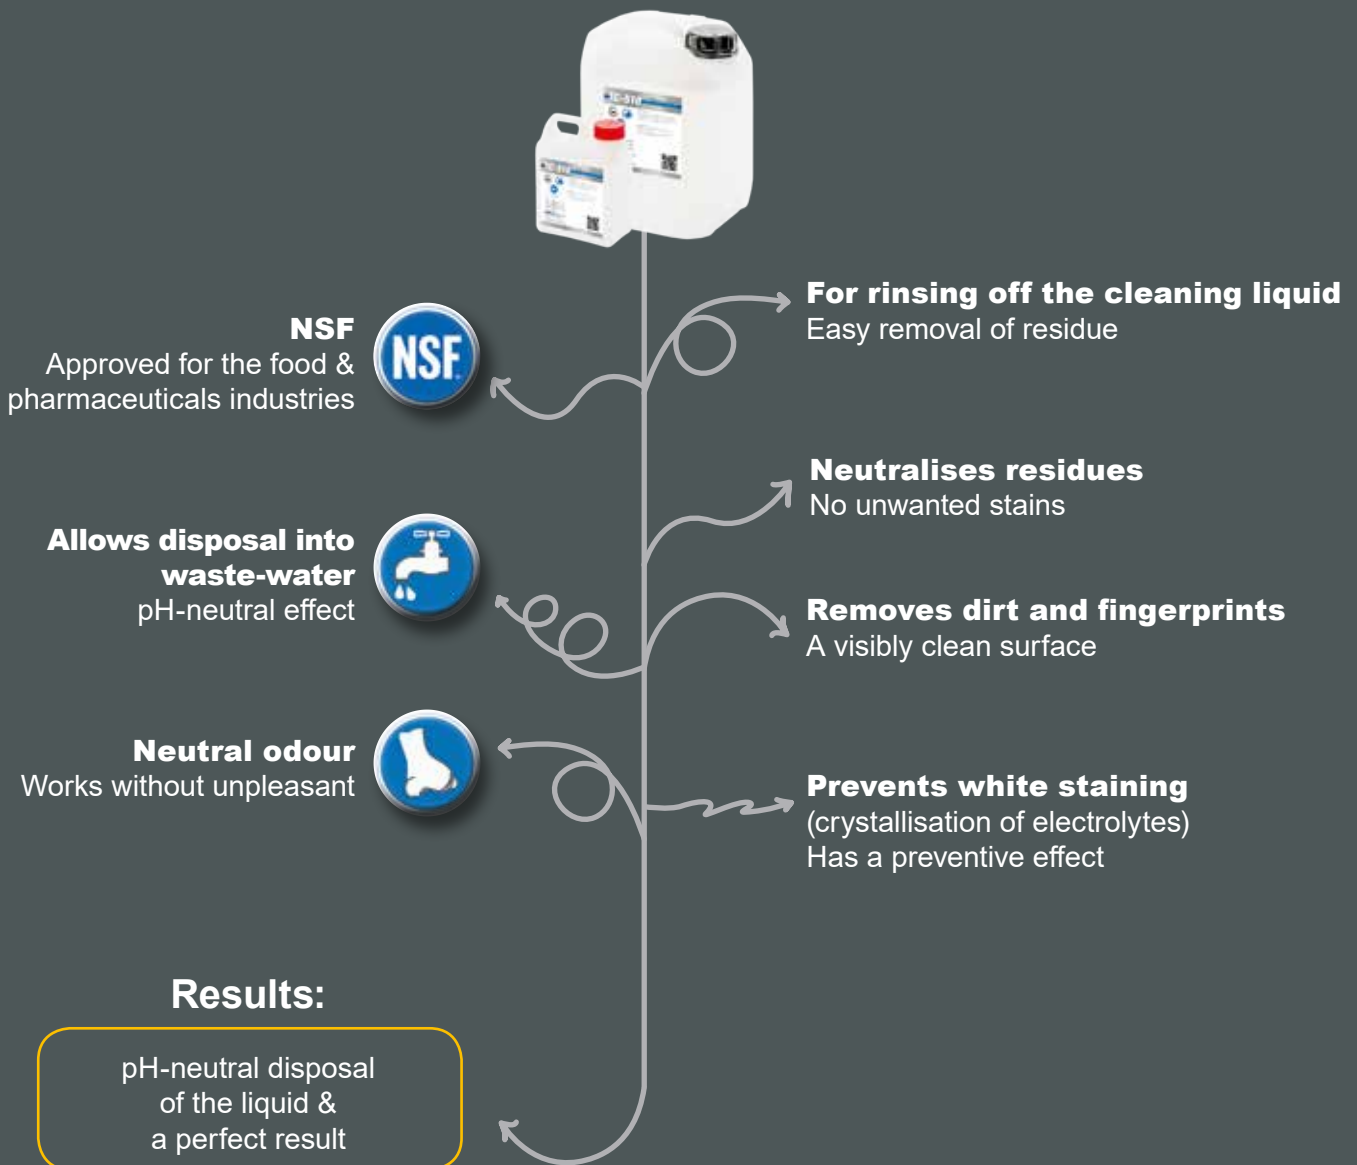 NSF
Approved for the food &
pharmaceuticals industries
NSF
For rinsing off the cleaning liquid
Easy removal of residue
Neutralises residues
No unwanted stains
Allows disposal into
waste-water
pH-neutral effect
Removes dirt and fingerprints
A visibly clean surface
Neutral odour
Works without unpleasant
Prevents white staining
(crystallisation of electrolytes)
Has a preventive effect
Results:
pH-neutral disposal
of the liquid &
a perfect result